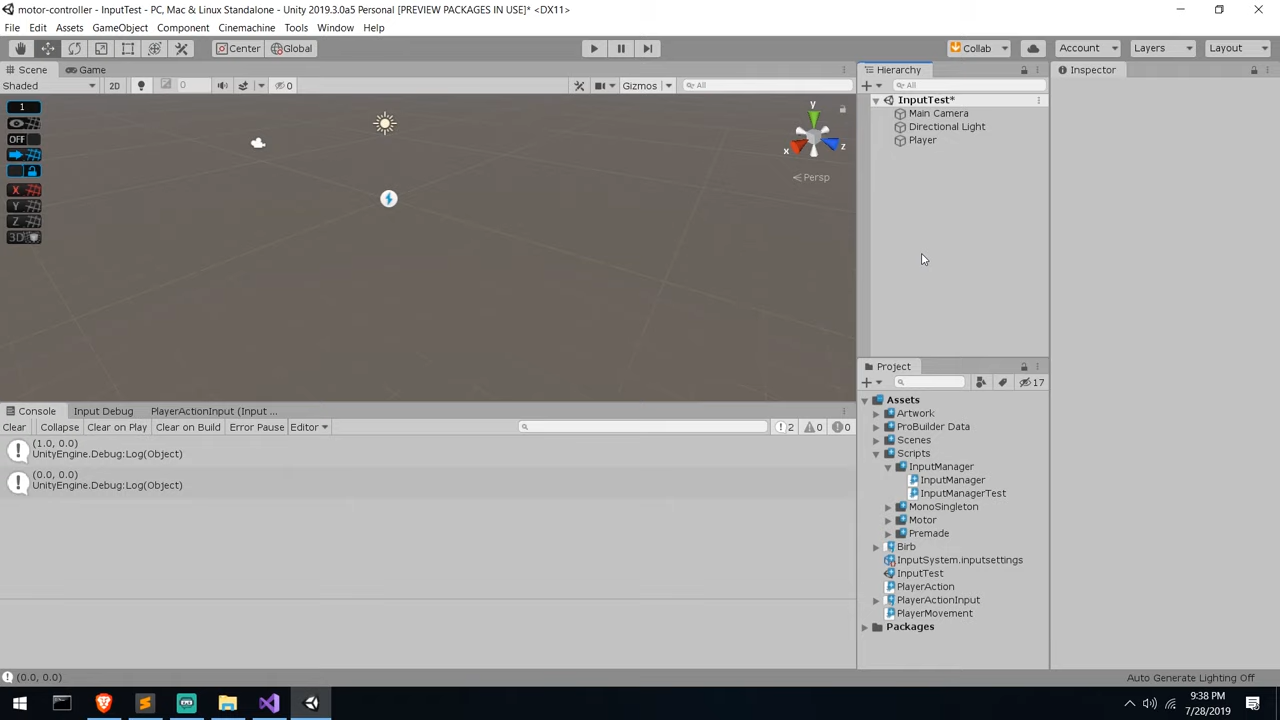 motor-controller - InputTest - PC, Mac & Linux Standalone - Unity 2019.3.0a5 Personal [PREVIEW PACKAGES IN USE]* <DX11>
File Edit Assets GameObject Component Cinemachine Tools Window Help
Center Global Collab Account Layers Layout
Scene Game
Shaded 2D 0 0 Gizmos All
1
OFF
X
Y
Z
3D
y
x z
Persp
Hierarchy
All
InputTest*
Main Camera
Directional Light
Player
Inspector
Console Input Debug PlayerActionInput (Input ...
Clear Collapse Clear on Play Clear on Build Error Pause Editor 2 0 0
(1.0, 0.0)
UnityEngine.Debug:Log(Object)
(0.0, 0.0)
UnityEngine.Debug:Log(Object)
Project
17
Assets
Artwork
ProBuilder Data
Scenes
Scripts
InputManager
InputManager
InputManagerTest
MonoSingleton
Motor
Premade
Birb
InputSystem.inputsettings
InputTest
PlayerAction
PlayerActionInput
PlayerMovement
Packages
(0.0, 0.0)
Auto Generate Lighting Off
9:38 PM
7/28/2019